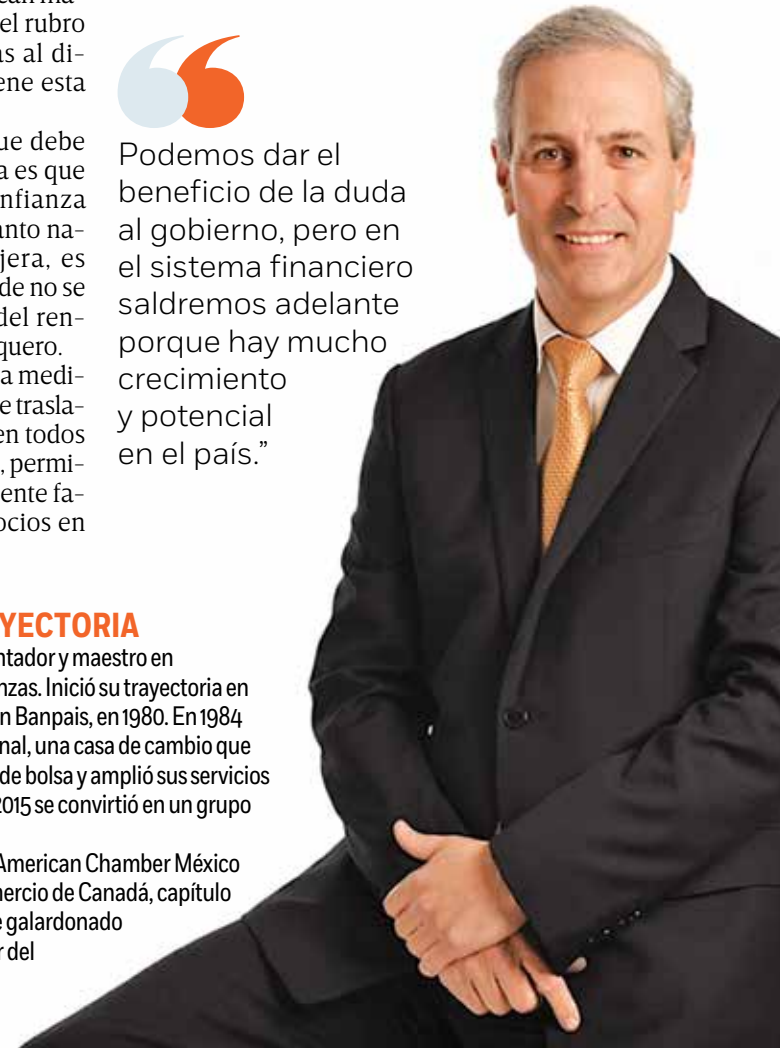 el rubro
as al di-
ene esta
ue debe
a es que
nfianza
anto na-
jera, es
de no se
del ren-
quero.
a medi-
e trasla-
en todos
, permi-
ente fa-
ocios en
Podemos dar el
beneficio de la duda
al gobierno, pero en
el sistema financiero
saldremos adelante
porque hay mucho
crecimiento
y potencial
en el país.”
YECTORIA
ntador y maestro en
nzas. Inició su trayectoria en
n Banpais, en 1980. En 1984
nal, una casa de cambio que
de bolsa y amplió sus servicios
2015 se convirtió en un grupo
American Chamber México
mercio de Canadá, capítulo
e galardonado
r del